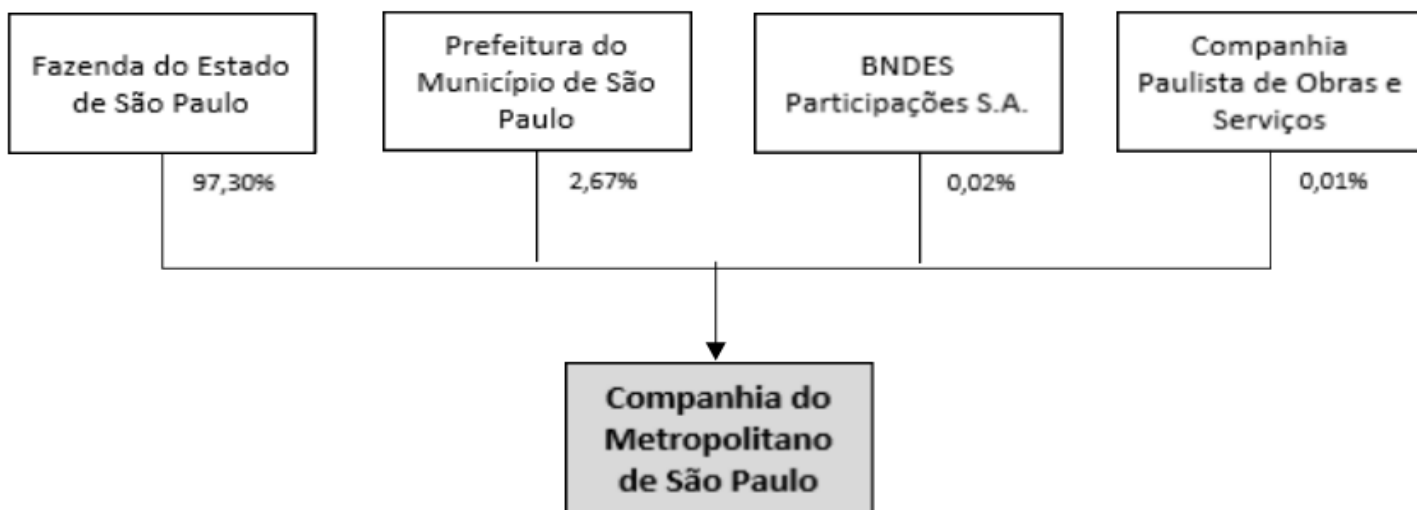 Fazenda do Estado
de São Paulo
Prefeitura do
Município de São
Paulo
BNDES
Participações S.A.
Companhia
Paulista de Obras e
Serviços
97,30%
2,67%
0,02%
0,01%
Companhia do
Metropolitano
de São Paulo